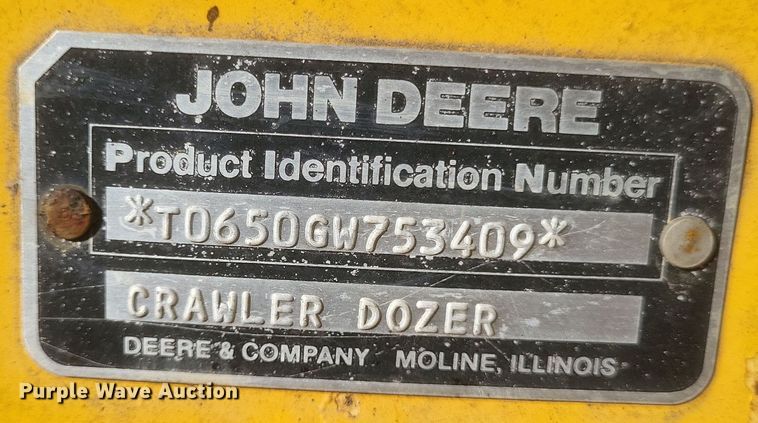 JOHN DEERE
Product Identification Number
*T0650GW753409*
CRAWLER DOZER
DEERE & COMPANY MOLINE, ILLINOIS
Purple Wave Auction